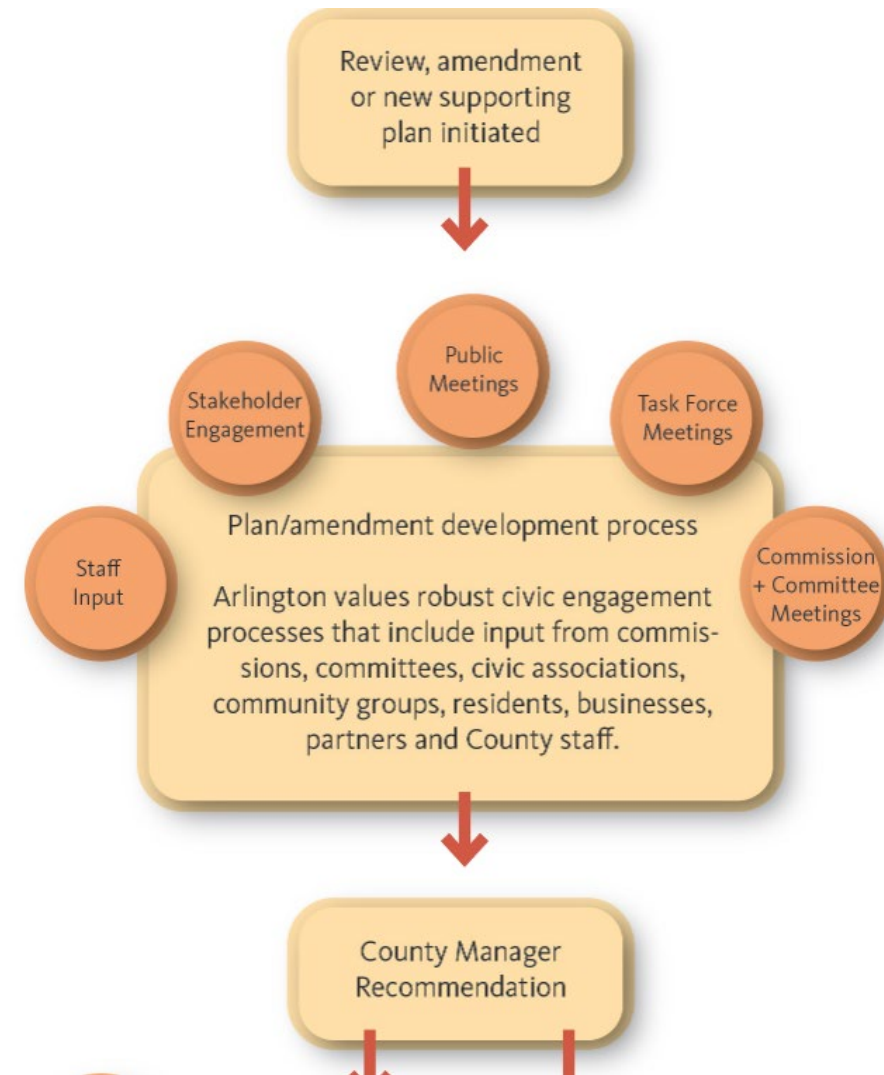 Review, amendment
or new supporting
plan initiated
Public
Meetings
Stakeholder
Engagement
Task Force
Meetings
Staff
Input
Commission
+ Committee
Meetings
Plan/amendment development process
Arlington values robust civic engagement
processes that include input from commis-
sions, committees, civic associations,
community groups, residents, businesses,
partners and County staff.
County Manager
Recommendation